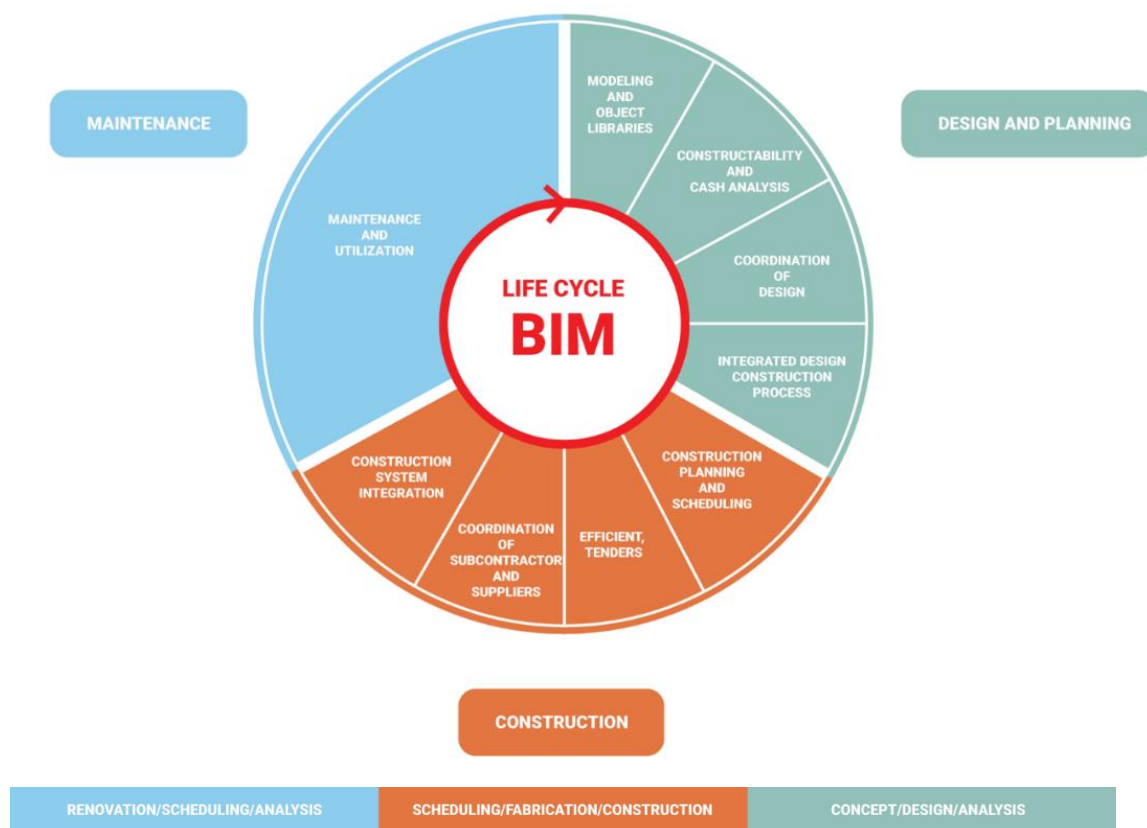 MAINTENANCE
DESIGN AND PLANNING
MODELING
AND
OBJECT
LIBRARIES
CONSTRUCTABILITY
AND
CASH ANALYSIS
COORDINATION
OF
DESIGN
INTEGRATED DESIGN
CONSTRUCTION
PROCESS
CONSTRUCTION
PLANNING
AND
SCHEDULING
EFFICIENT,
TENDERS
COORDINATION
OF
SUBCONTRACTOR
AND
SUPPLIERS
CONSTRUCTION
SYSTEM
INTEGRATION
MAINTENANCE
AND
UTILIZATION
LIFE CYCLE
BIM
CONSTRUCTION
RENOVATION/SCHEDULING/ANALYSIS
SCHEDULING/FABRICATION/CONSTRUCTION
CONCEPT/DESIGN/ANALYSIS